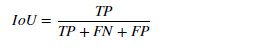 IoU = TP / TP + FN + FP